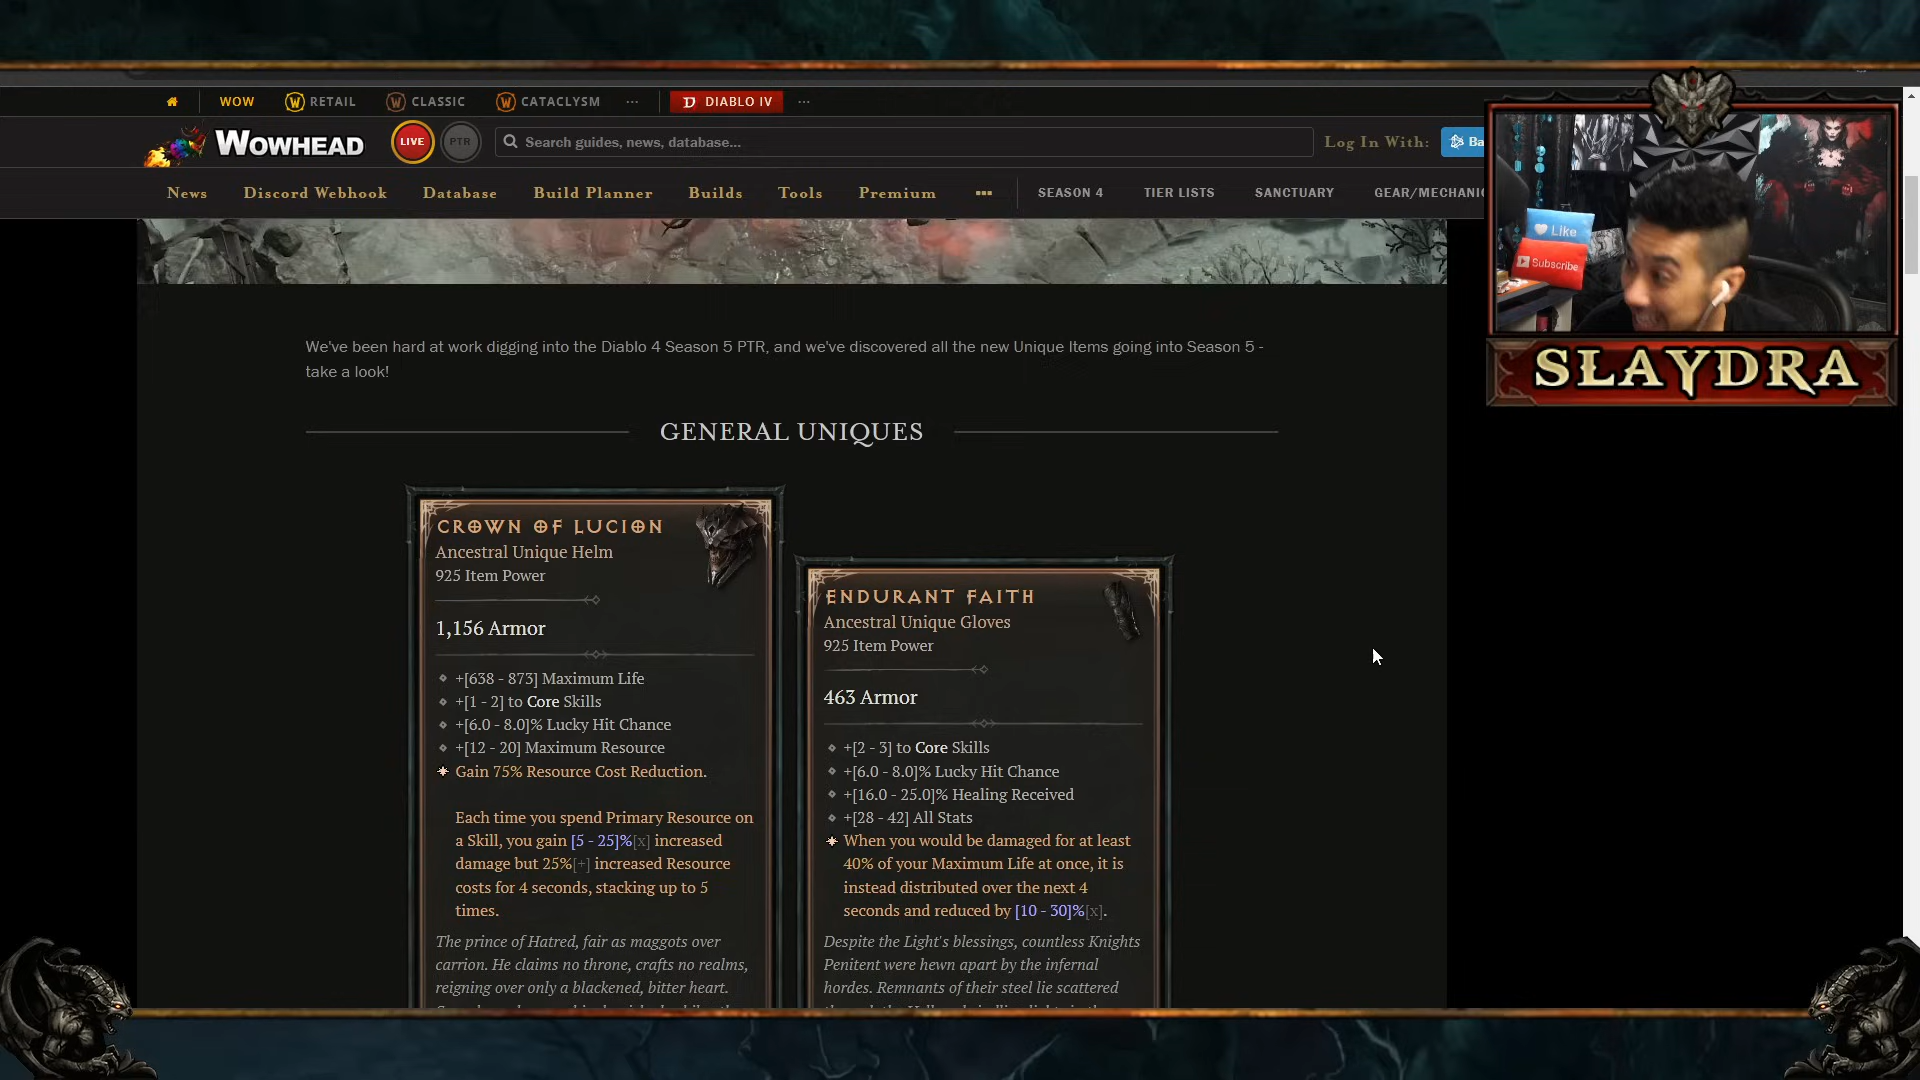 WOW RETAIL CLASSIC CATACLYSM ··· DIABLO IV ···
WOWHEAD LIVE PTR Search guides, news, database... Log In With: Ba
News Discord Webhook Database Build Planner Builds Tools Premium ··· SEASON 4 TIER LISTS SANCTUARY GEAR/MECHANIC
Like
Subscribe
SLAYDRA
We've been hard at work digging into the Diablo 4 Season 5 PTR, and we've discovered all the new Unique Items going into Season 5 -
take a look!
GENERAL UNIQUES
CROWN OF LUCION
Ancestral Unique Helm
925 Item Power
1,156 Armor
+[638 - 873] Maximum Life
+[1 - 2] to Core Skills
+[6.0 - 8.0]% Lucky Hit Chance
+[12 - 20] Maximum Resource
Gain 75% Resource Cost Reduction.
Each time you spend Primary Resource on
a Skill, you gain [5 - 25]%[x] increased
damage but 25%[+] increased Resource
costs for 4 seconds, stacking up to 5
times.
The prince of Hatred, fair as maggots over
carrion. He claims no throne, crafts no realms,
reigning over only a blackened, bitter heart.
ENDURANT FAITH
Ancestral Unique Gloves
925 Item Power
463 Armor
+[2 - 3] to Core Skills
+[6.0 - 8.0]% Lucky Hit Chance
+[16.0 - 25.0]% Healing Received
+[28 - 42] All Stats
When you would be damaged for at least
40% of your Maximum Life at once, it is
instead distributed over the next 4
seconds and reduced by [10 - 30]%[x].
Despite the Light's blessings, countless Knights
Penitent were hewn apart by the infernal
hordes. Remnants of their steel lie scattered